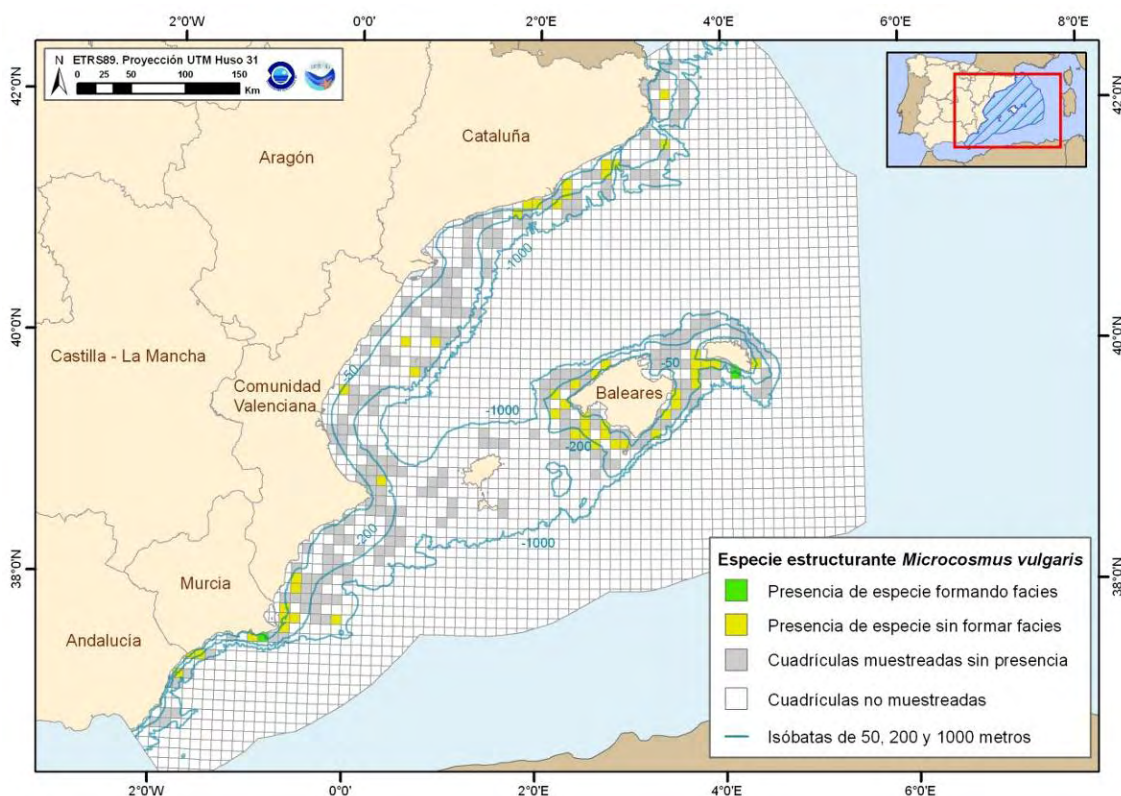 2°0'W
0°
2°0'E
4°0'E
6°0'E
8°0'E
N
ETRS89. Proyección UTM Huso 31
0 25 50 100 150
Km
42°0'N
42°0'N
Cataluña
Aragón
-1000
40°0'N
40°0'N
Castilla - La Mancha
Comunidad
Valenciana
-50
-50
Baleares
-1000
-200
-200
-1000
38°0'N
38°0'N
Murcia
Andalucía
Especie estructurante Microcosmus vulgaris
Presencia de especie formando facies
Presencia de especie sin formar facies
Cuadrículas muestreadas sin presencia
Cuadrículas no muestreadas
Isóbatas de 50, 200 y 1000 metros
2°0'W
0°
2°0'E
4°0'E
6°0'E